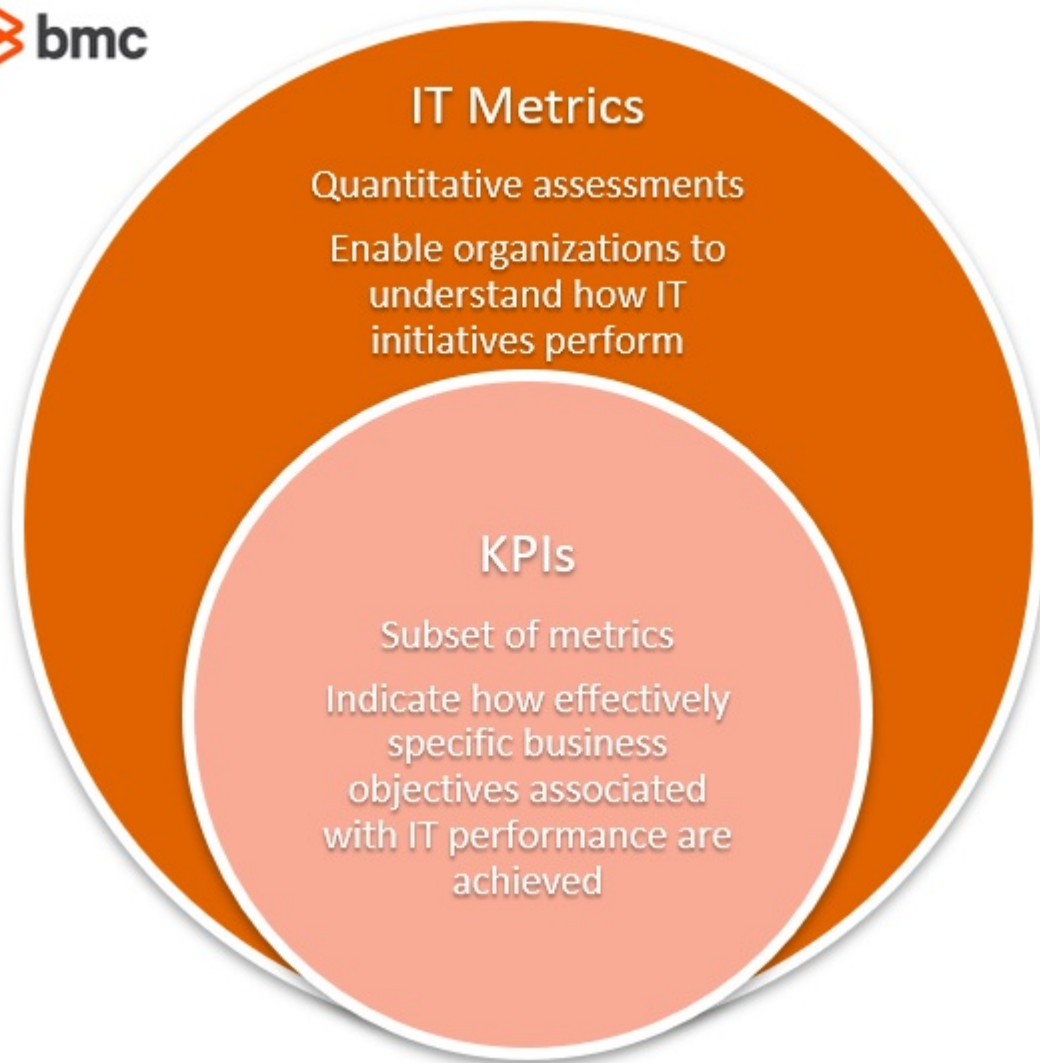 bmc
IT Metrics
Quantitative assessments
Enable organizations to
understand how IT
initiatives perform
KPIs
Subset of metrics
Indicate how effectively
specific business
objectives associated
with IT performance are
achieved